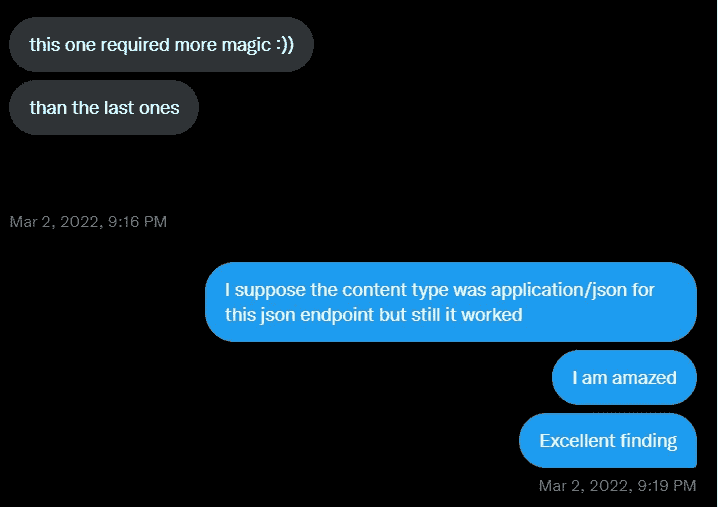 this one required more magic :))
than the last ones
Mar 2, 2022, 9:16 PM
I suppose the content type was application/json for
this json endpoint but still it worked
I am amazed
Excellent finding
Mar 2, 2022, 9:19 PM